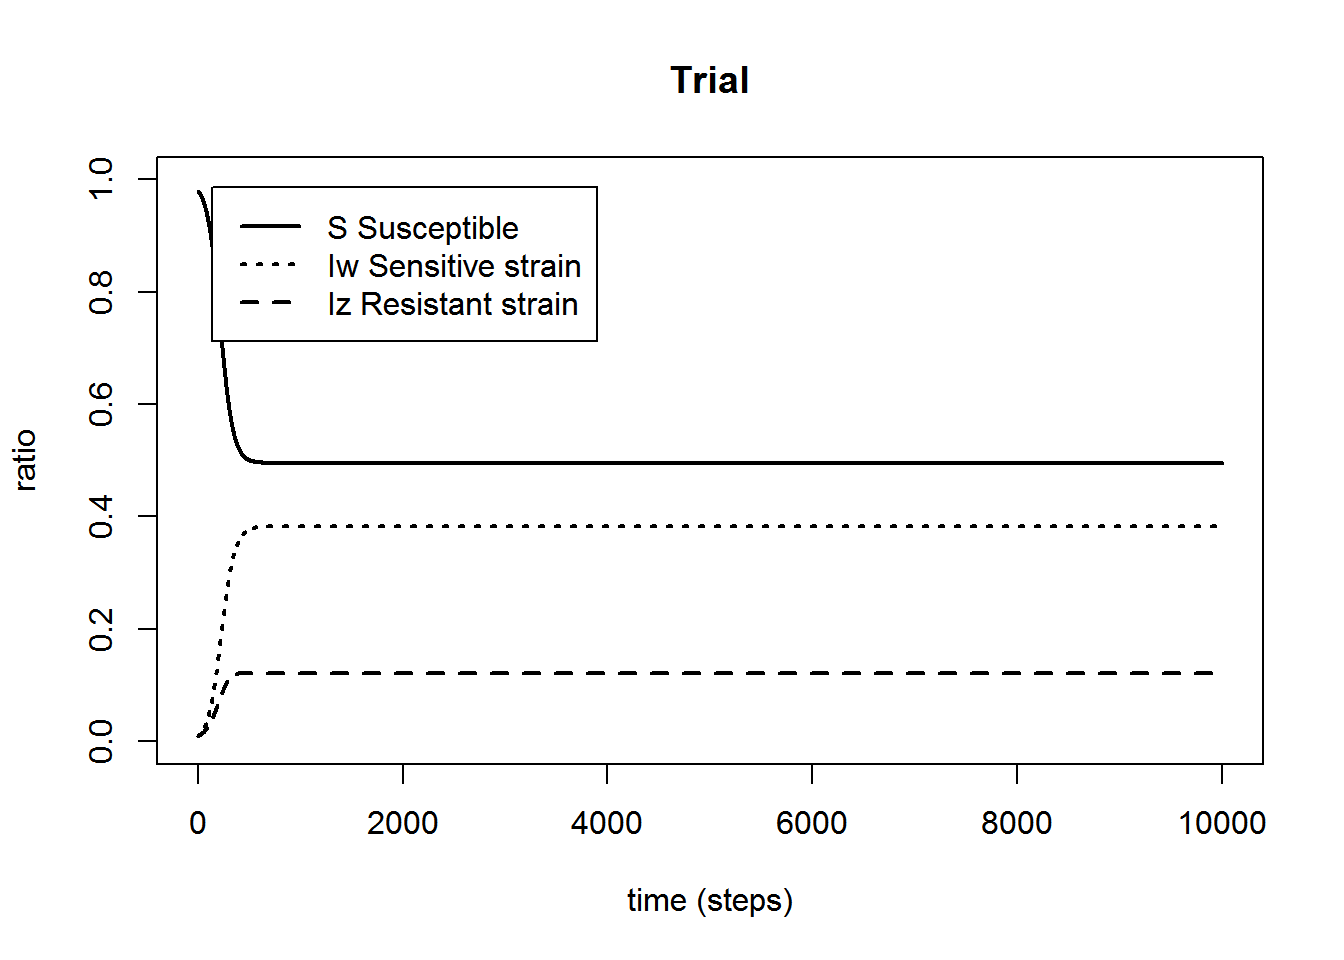 Trial
1.0
0.8
0.6
0.4
0.2
0.0
ratio
S Susceptible
Iw Sensitive strain
Iz Resistant strain
0 2000 4000 6000 8000 10000
time (steps)